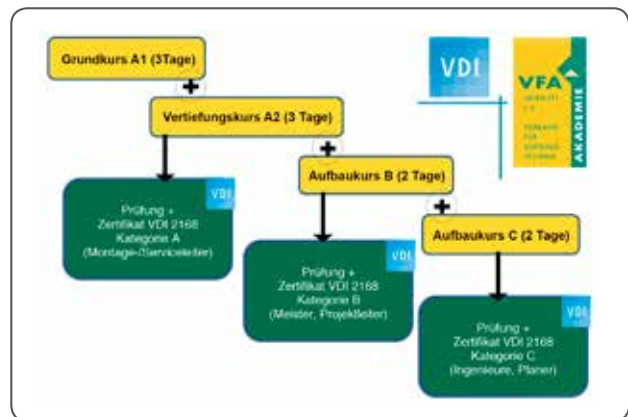 Grundkurs A1 (3Tage)
VDI
VFA
AKADEMIE
Vertiefungskurs A2 (3 Tage)
Aufbaukurs B (2 Tage)
Aufbaukurs C (2 Tage)
VDI
Prüfung +
Zertifikat VDI 2168
Kategorie A
(Montage-/Serviceleiter)
VDI
Prüfung +
Zertifikat VDI 2168
Kategorie B
(Meister, Projektleiter)
VDI
Prüfung +
Zertifikat VDI 2168
Kategorie C
(Ingenieure, Planer)